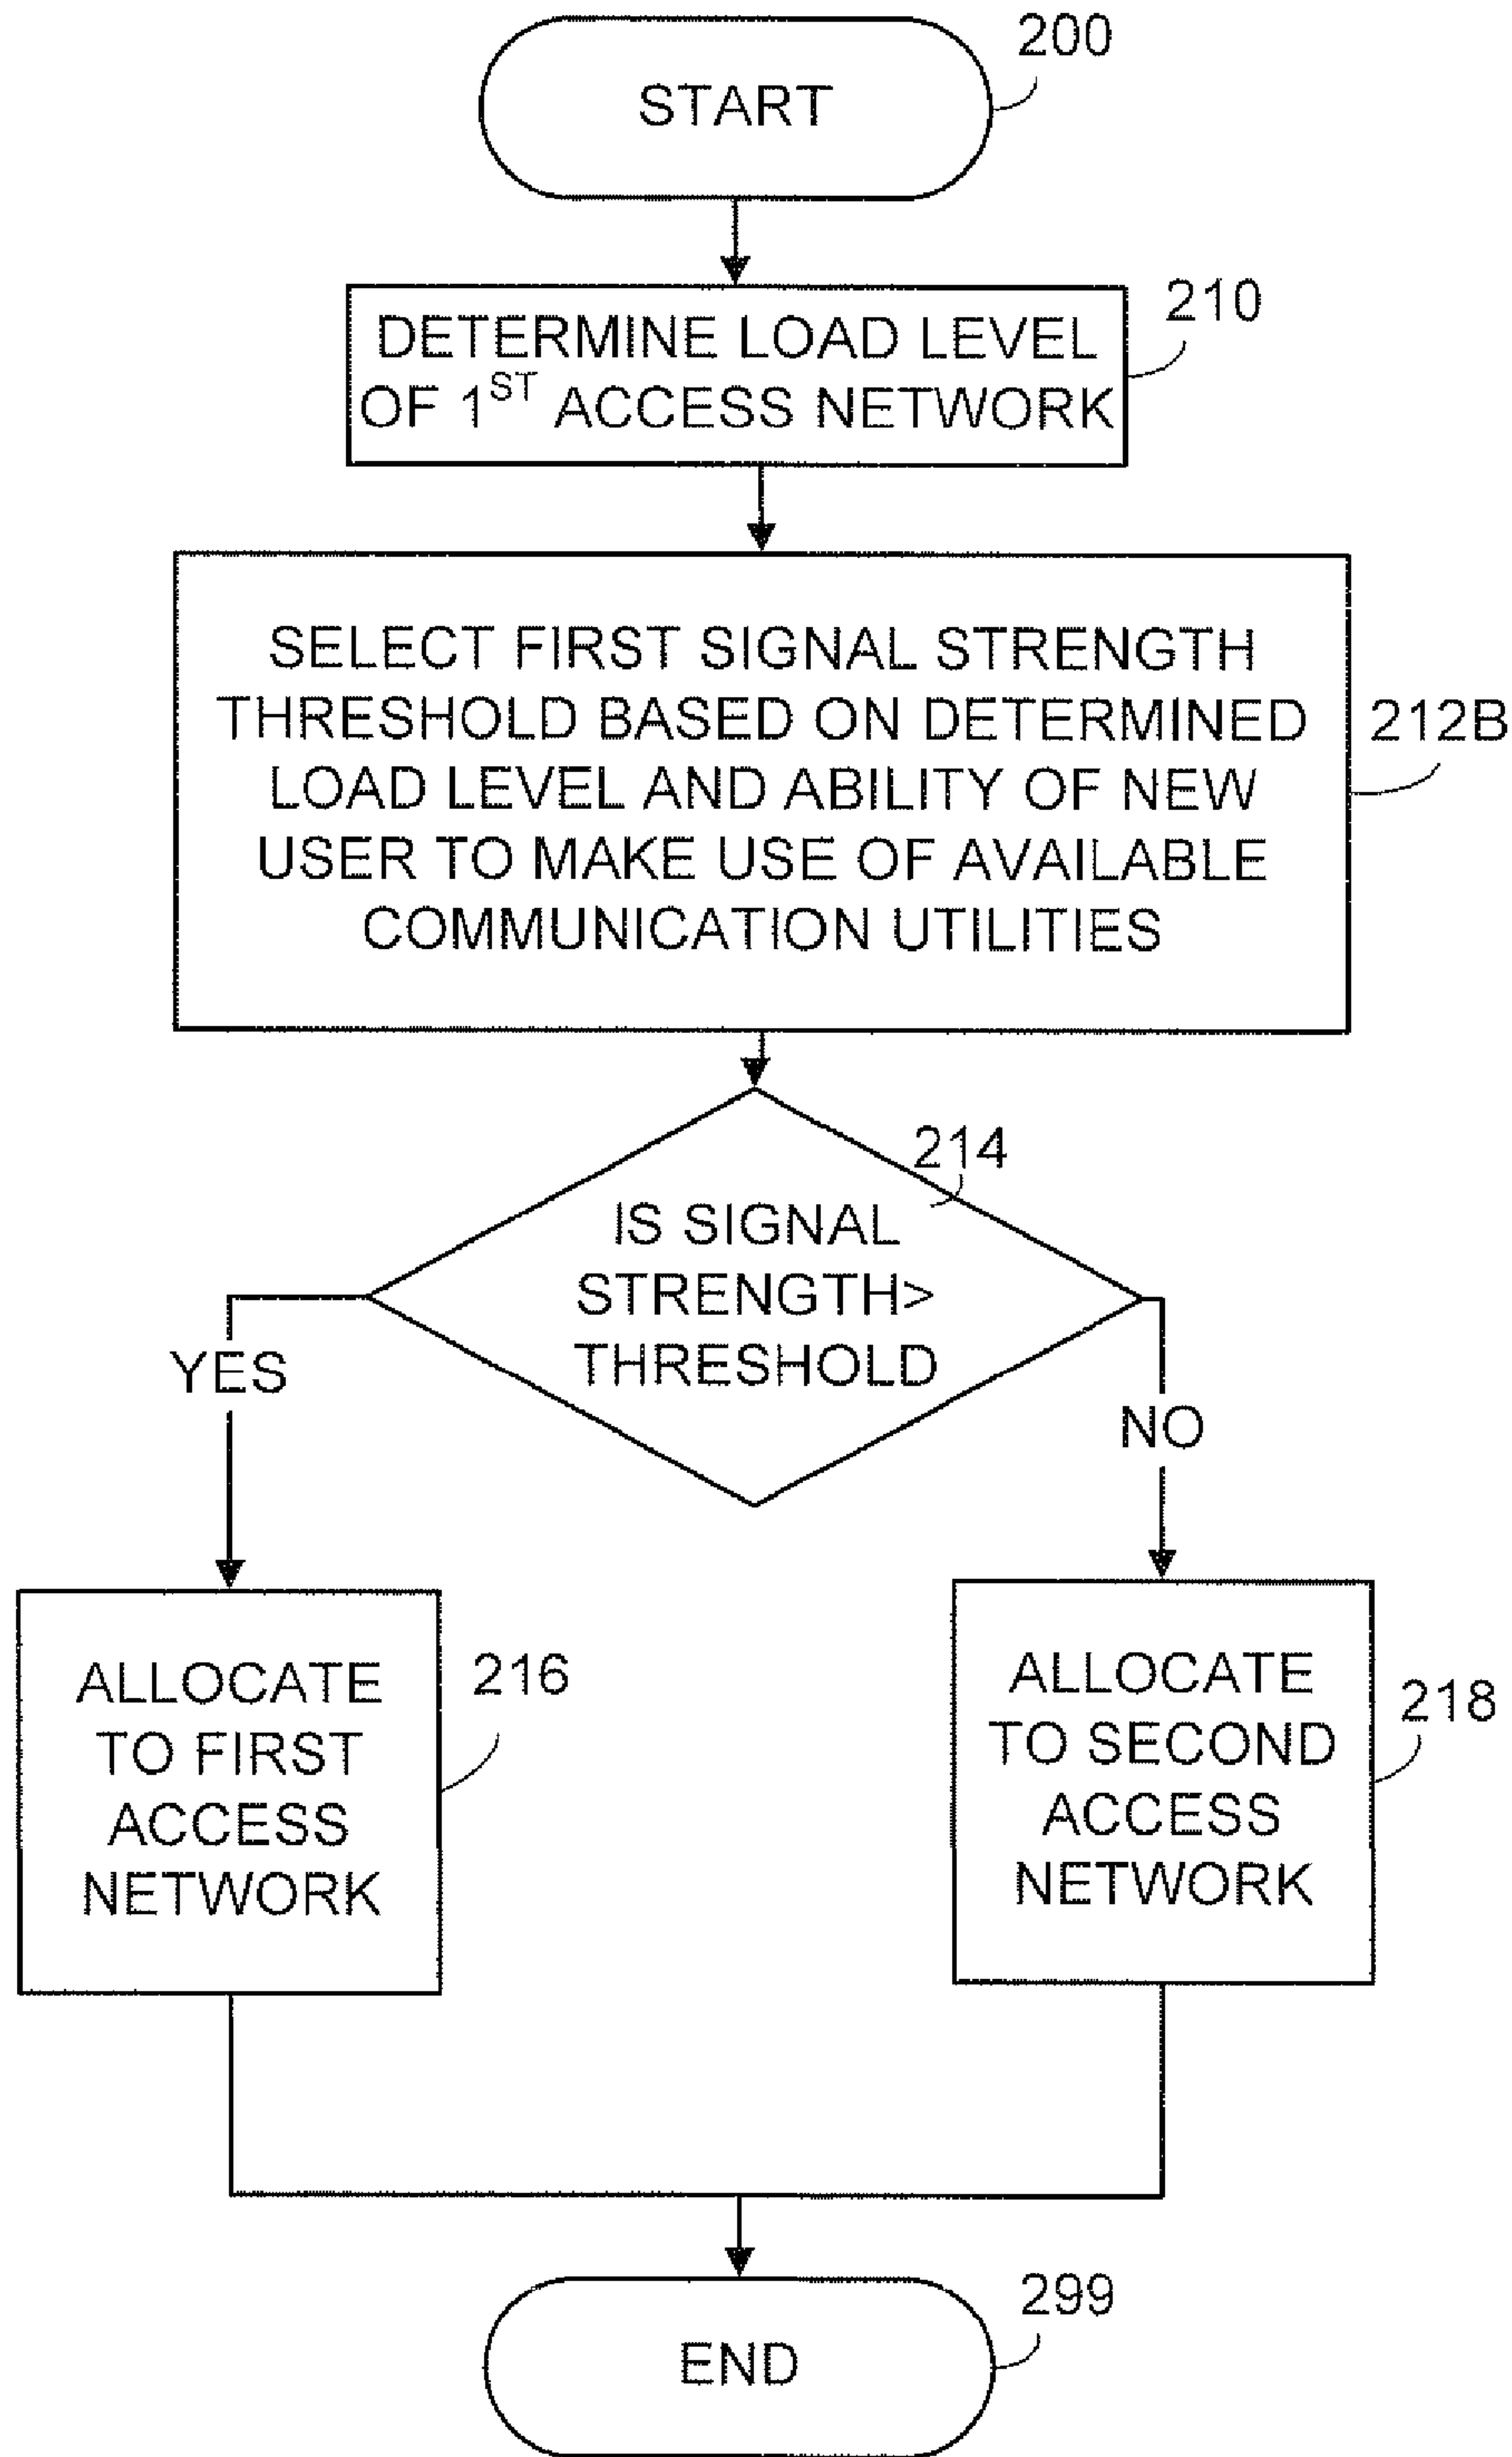 200
START
210
DETERMINE LOAD LEVEL
OF 1ST ACCESS NETWORK
SELECT FIRST SIGNAL STRENGTH
THRESHOLD BASED ON DETERMINED
LOAD LEVEL AND ABILITY OF NEW
USER TO MAKE USE OF AVAILABLE
COMMUNICATION UTILITIES
212B
214
IS SIGNAL
STRENGTH>
THRESHOLD
YES
NO
ALLOCATE
TO FIRST
ACCESS
NETWORK
216
ALLOCATE
TO SECOND
ACCESS
NETWORK
218
299
END